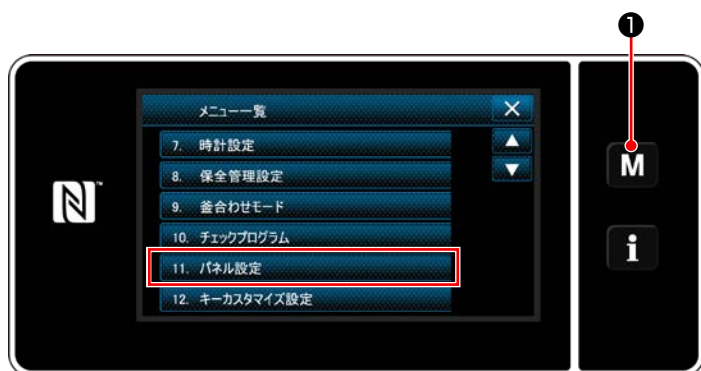 ❶
メニュー一覧
7. 時計設定
8. 保全管理設定
9. 釜合わせモード
10. チェックプログラム
11. パネル設定
12. キーカスタマイズ設定
M
i
N